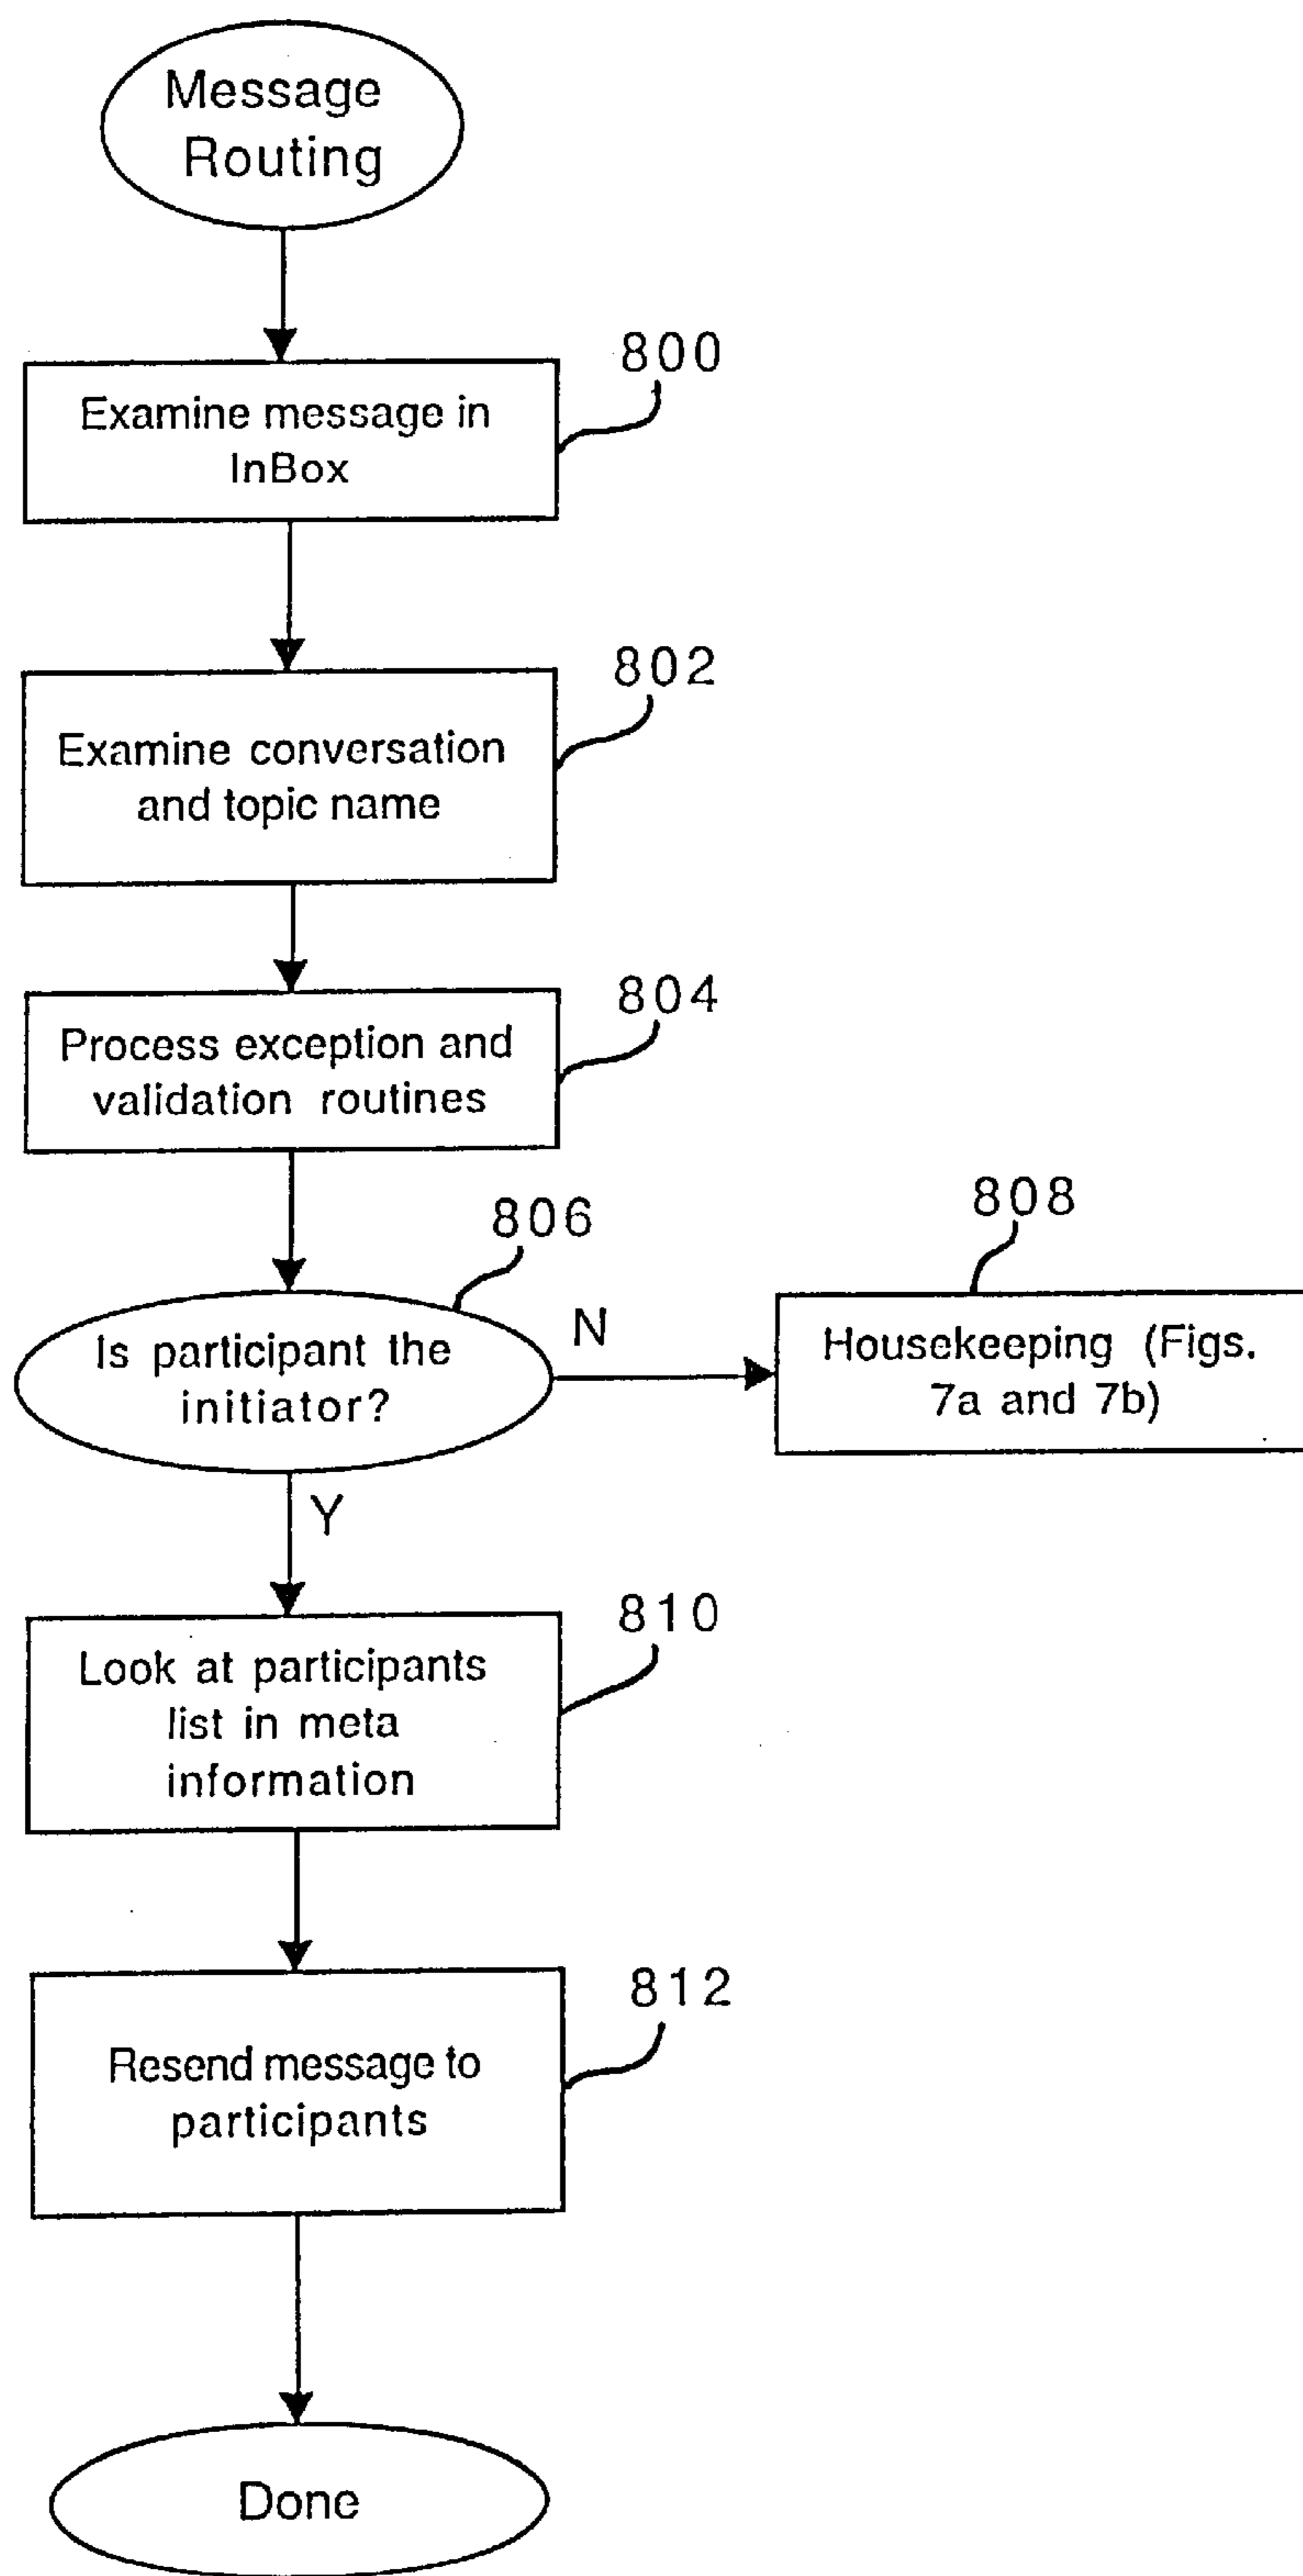 Message
Routing
800
Examine message in
InBox
802
Examine conversation
and topic name
804
Process exception and
validation routines
806
808
Is participant the
initiator?
N
Housekeeping (Figs.
7a and 7b)
Y
810
Look at participants
list in meta
information
812
Resend message to
participants
Done